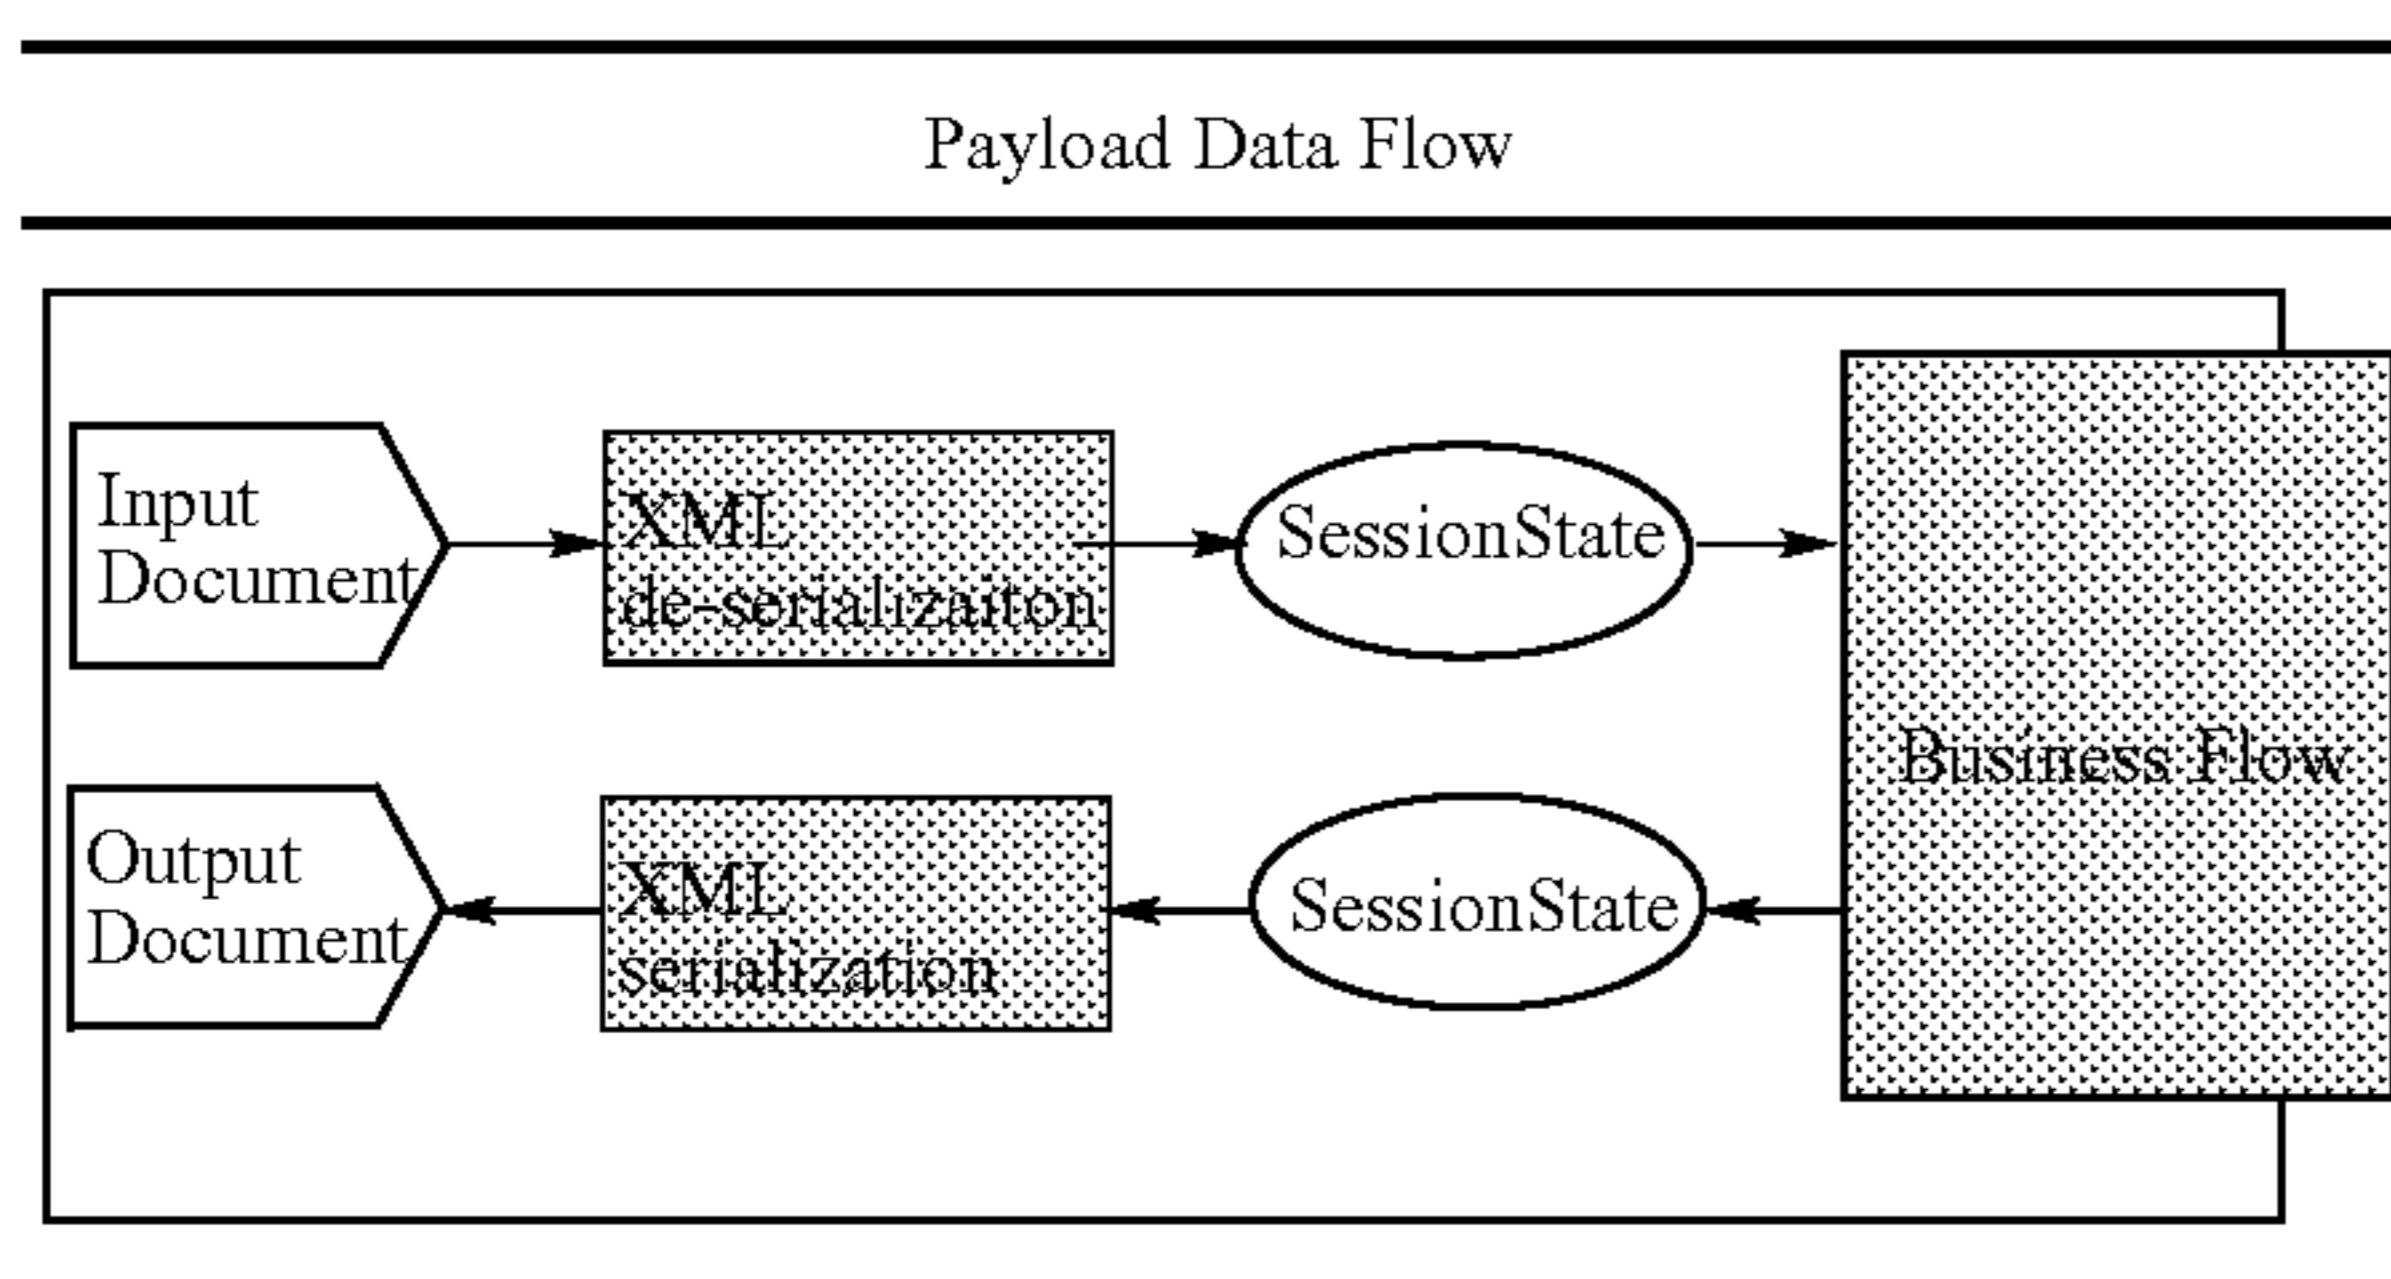 Payload Data Flow
Input
Document
XML
de-serializaiton
SessionState
Business Flow
Output
Document
XML
serialization
SessionState